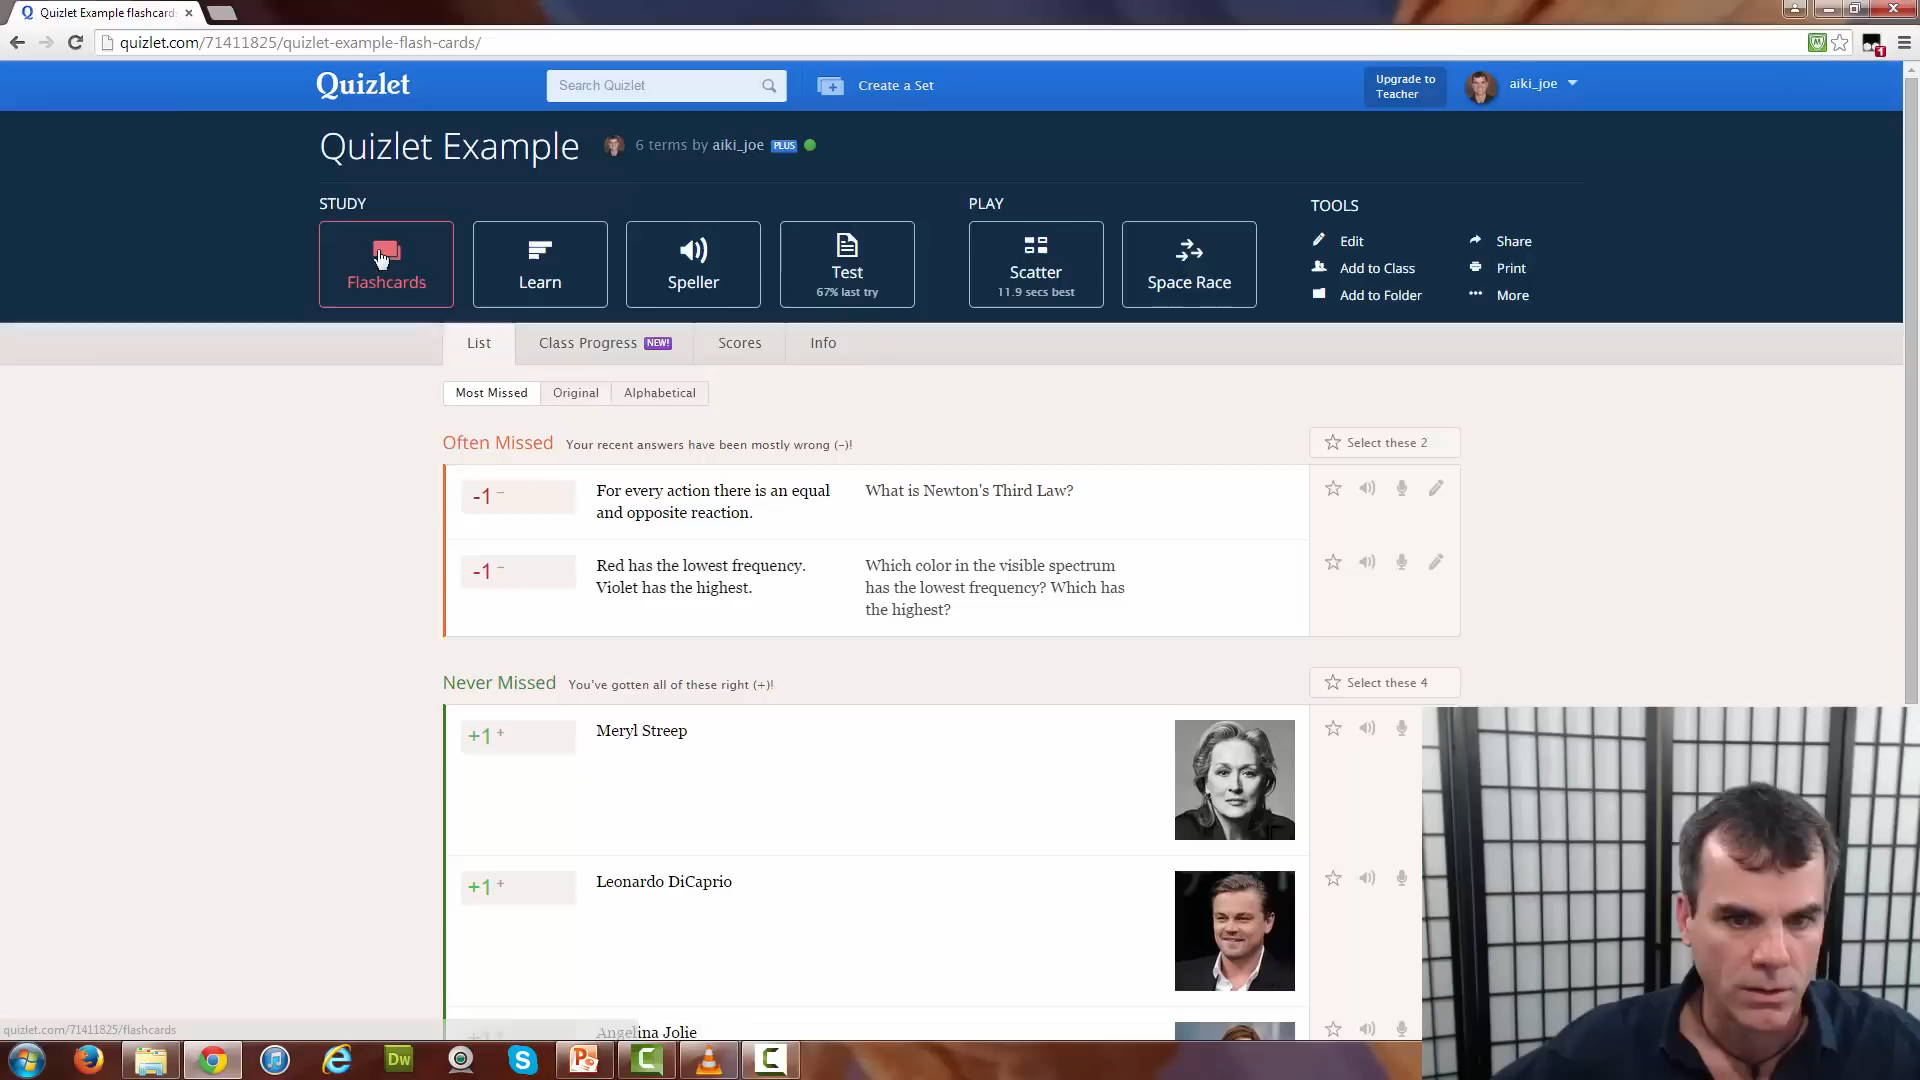 Quizlet Example flashcard
quizlet.com/71411825/quizlet-example-flash-cards/
Quizlet
Search Quizlet
Create a Set
Upgrade to
Teacher
aiki_joe
Quizlet Example
6 terms by aiki_joe PLUS
STUDY
PLAY
TOOLS
Flashcards
Learn
Speller
Test
67% last try
Scatter
11.9 secs best
Space Race
Edit
Share
Add to Class
Print
Add to Folder
More
List
Class Progress NEW!
Scores
Info
Most Missed
Original
Alphabetical
Often Missed Your recent answers have been mostly wrong (–)!
Select these 2
-1 –
For every action there is an equal
and opposite reaction.
What is Newton's Third Law?
-1 –
Red has the lowest frequency.
Violet has the highest.
Which color in the visible spectrum
has the lowest frequency? Which has
the highest?
Never Missed You've gotten all of these right (+)!
Select these 4
+1 +
Meryl Streep
+1 +
Leonardo DiCaprio
Angelina Jolie
quizlet.com/71411825/flashcards
Dw